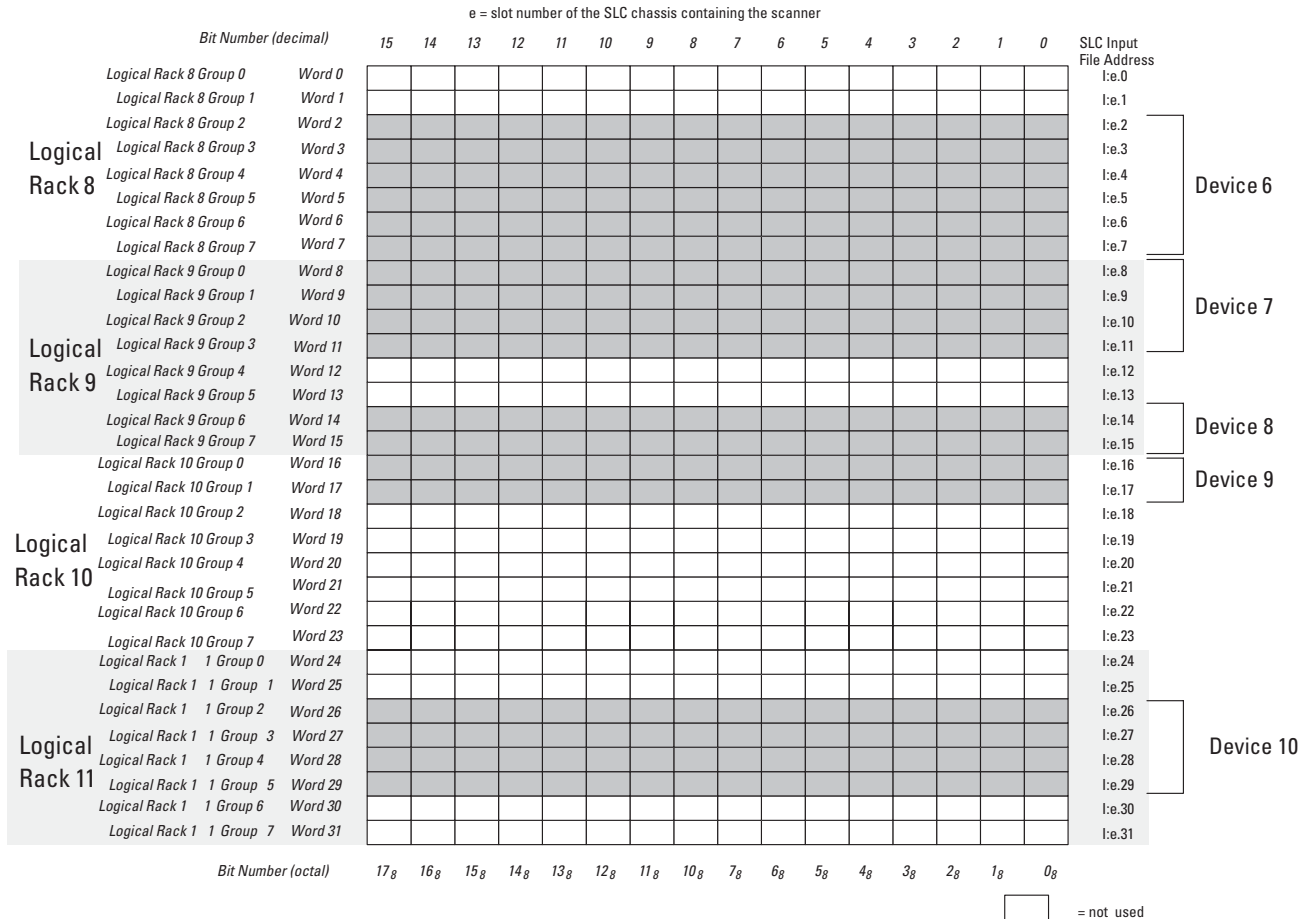 e = slot number of the SLC chassis containing the scanner
Bit Number (decimal) 15 14 13 12 11 10 9 8 7 6 5 4 3 2 1 0 SLC Input
File Address
Logical Rack 8 Group 0 Word 0 I:e.0
Logical Rack 8 Group 1 Word 1 I:e.1
Logical Rack 8 Group 2 Word 2 I:e.2
Logical Rack 8 Group 3 Word 3 I:e.3
Logical Rack 8 Group 4 Word 4 I:e.4
Logical Rack 8 Group 5 Word 5 I:e.5
Logical Rack 8 Group 6 Word 6 I:e.6
Logical Rack 8 Group 7 Word 7 I:e.7
Logical
Rack 8
Device 6
Logical Rack 9 Group 0 Word 8 I:e.8
Logical Rack 9 Group 1 Word 9 I:e.9
Logical Rack 9 Group 2 Word 10 I:e.10
Logical Rack 9 Group 3 Word 11 I:e.11
Logical Rack 9 Group 4 Word 12 I:e.12
Logical Rack 9 Group 5 Word 13 I:e.13
Logical Rack 9 Group 6 Word 14 I:e.14
Logical Rack 9 Group 7 Word 15 I:e.15
Logical
Rack 9
Device 7
Device 8
Logical Rack 10 Group 0 Word 16 I:e.16
Logical Rack 10 Group 1 Word 17 I:e.17
Logical Rack 10 Group 2 Word 18 I:e.18
Logical Rack 10 Group 3 Word 19 I:e.19
Logical Rack 10 Group 4 Word 20 I:e.20
Logical Rack 10 Group 5 Word 21 I:e.21
Logical Rack 10 Group 6 Word 22 I:e.22
Logical Rack 10 Group 7 Word 23 I:e.23
Logical
Rack 10
Device 9
Logical Rack 1 1 Group 0 Word 24 I:e.24
Logical Rack 1 1 Group 1 Word 25 I:e.25
Logical Rack 1 1 Group 2 Word 26 I:e.26
Logical Rack 1 1 Group 3 Word 27 I:e.27
Logical Rack 1 1 Group 4 Word 28 I:e.28
Logical Rack 1 1 Group 5 Word 29 I:e.29
Logical Rack 1 1 Group 6 Word 30 I:e.30
Logical Rack 1 1 Group 7 Word 31 I:e.31
Logical
Rack 11
Device 10
Bit Number (octal) 17₈ 16₈ 15₈ 14₈ 13₈ 12₈ 11₈ 10₈ 7₈ 6₈ 5₈ 4₈ 3₈ 2₈ 1₈ 0₈
= not used